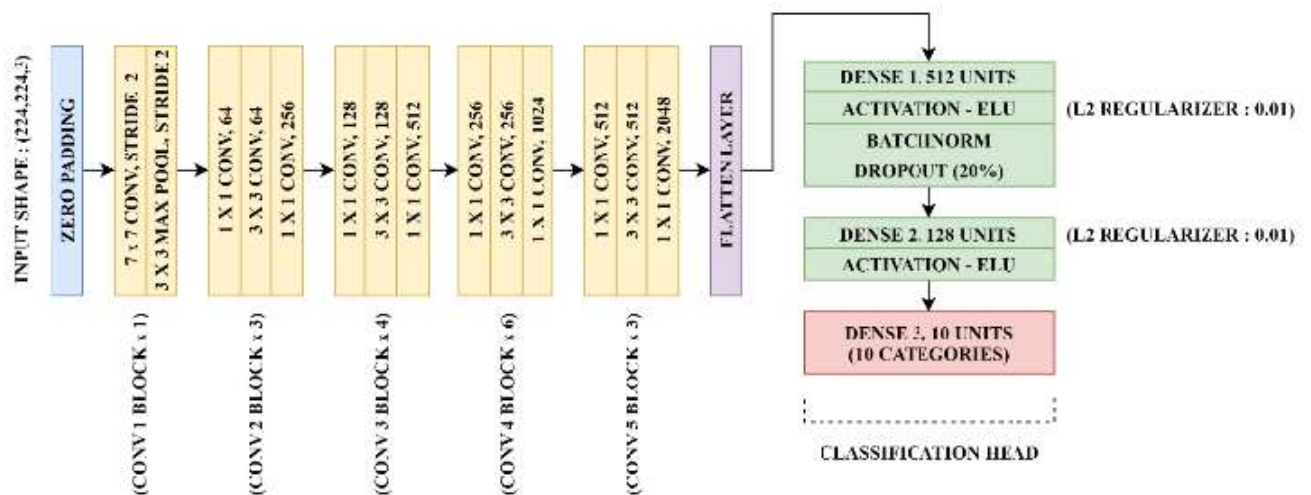 INPUT SHAPE : (224,224,3)
ZERO PADDING
7 x 7 CONV, STRIDE 2
3 X 3 MAX POOL, STRIDE 2
(CONV 1 BLOCK x 1)
1 X 1 CONV, 64
3 X 3 CONV, 64
1 X 1 CONV, 256
(CONV 2 BLOCK x 3)
1 X 1 CONV, 128
3 X 3 CONV, 128
1 X 1 CONV, 512
(CONV 3 BLOCK x 4)
1 X 1 CONV, 256
3 X 3 CONV, 256
1 X 1 CONV, 1024
(CONV 4 BLOCK x 6)
1 X 1 CONV, 512
3 X 3 CONV, 512
1 X 1 CONV, 2048
(CONV 5 BLOCK x 3)
FLATTEN LAYER
DENSE 1, 512 UNITS
ACTIVATION - ELU
(L2 REGULARIZER : 0.01)
BATCHNORM
DROPOUT (20%)
DENSE 2, 128 UNITS
(L2 REGULARIZER : 0.01)
ACTIVATION - ELU
DENSE 3, 10 UNITS
(10 CATEGORIES)
CLASSIFICATION HEAD